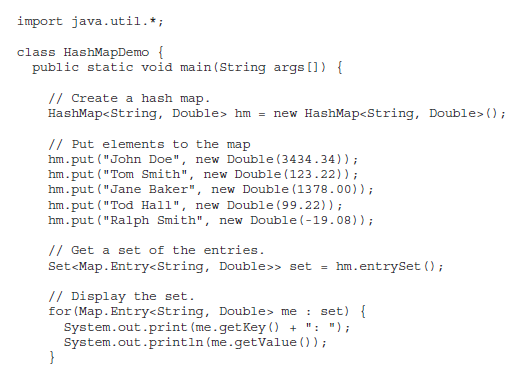 import java.util.*;
class HashMapDemo {
public static void main(String args[]) {
// Create a hash map.
HashMap<String, Double> hm = new HashMap<String, Double>();
// Put elements to the map
hm.put("John Doe", new Double(3434.34));
hm.put("Tom Smith", new Double(123.22));
hm.put("Jane Baker", new Double(1378.00));
hm.put("Tod Hall", new Double(99.22));
hm.put("Ralph Smith", new Double(-19.08));
// Get a set of the entries.
Set<Map.Entry<String, Double>> set = hm.entrySet();
// Display the set.
for(Map.Entry<String, Double> me : set) {
System.out.print(me.getKey() + ": ");
System.out.println(me.getValue());
}